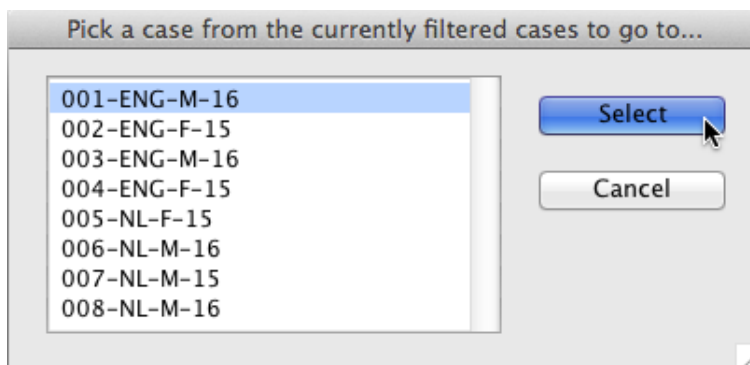 Pick a case from the currently filtered cases to go to...
001-ENG-M-16
002-ENG-F-15
003-ENG-M-16
004-ENG-F-15
005-NL-F-15
006-NL-M-16
007-NL-M-15
008-NL-M-16
Select
Cancel